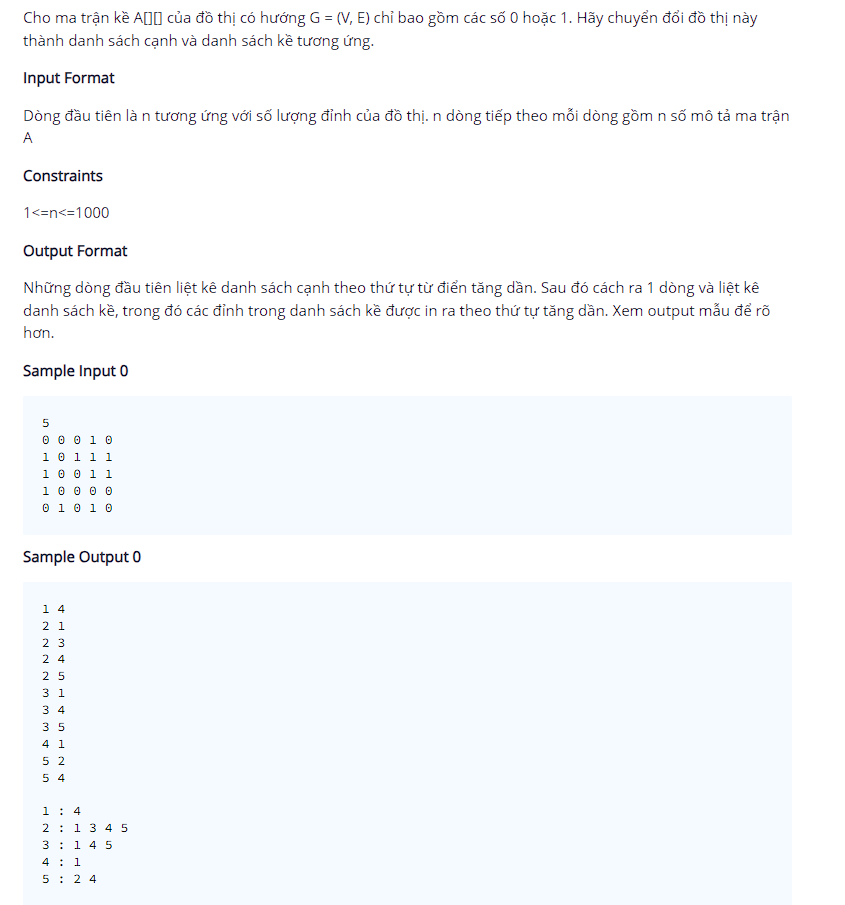 Cho ma trận kề A[][] của đồ thị có hướng G = (V, E) chỉ bao gồm các số 0 hoặc 1. Hãy chuyển đổi đồ thị này
thành danh sách cạnh và danh sách kề tương ứng.
Input Format
Dòng đầu tiên là n tương ứng với số lượng đỉnh của đồ thị. n dòng tiếp theo mỗi dòng gồm n số mô tả ma trận
A
Constraints
1<=n<=1000
Output Format
Những dòng đầu tiên liệt kê danh sách cạnh theo thứ tự từ điển tăng dần. Sau đó cách ra 1 dòng và liệt kê
danh sách kề, trong đó các đỉnh trong danh sách kề được in ra theo thứ tự tăng dần. Xem output mẫu để rõ
hơn.
Sample Input 0
5
0 0 0 1 0
1 0 1 1 1
1 0 0 1 1
1 0 0 0 0
0 1 0 1 0
Sample Output 0
1 4
2 1
2 3
2 4
2 5
3 1
3 4
3 5
4 1
5 2
5 4
1 : 4
2 : 1 3 4 5
3 : 1 4 5
4 : 1
5 : 2 4